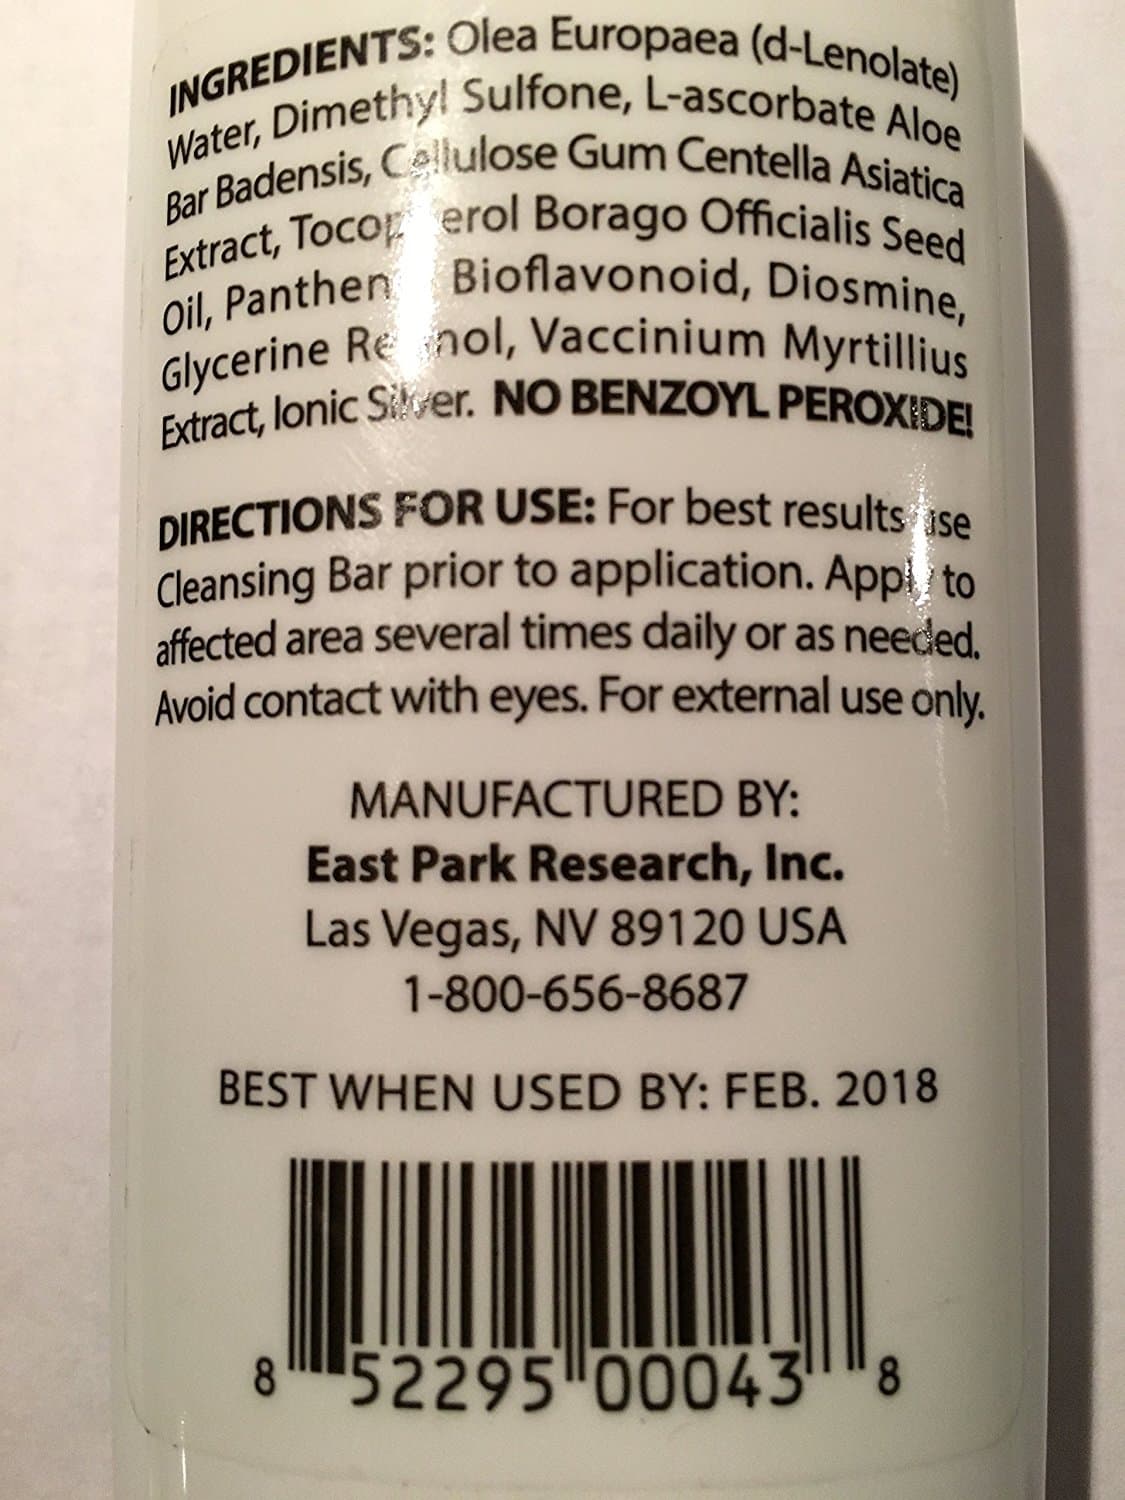 INGREDIENTS: Olea Europaea (d-Lenolate)
Water, Dimethyl Sulfone, L-ascorbate Aloe
Bar Badensis, Cellulose Gum Centella Asiatica
Extract, Tocopherol Borago Officialis Seed
Oil, Panthenol Bioflavonoid, Diosmine,
Glycerine Retinol, Vaccinium Myrtillius
Extract, Ionic Silver. NO BENZOYL PEROXIDE!
DIRECTIONS FOR USE: For best results use
Cleansing Bar prior to application. Apply to
affected area several times daily or as needed.
Avoid contact with eyes. For external use only.
MANUFACTURED BY:
East Park Research, Inc.
Las Vegas, NV 89120 USA
1-800-656-8687
BEST WHEN USED BY: FEB. 2018
8 52295 00043 8